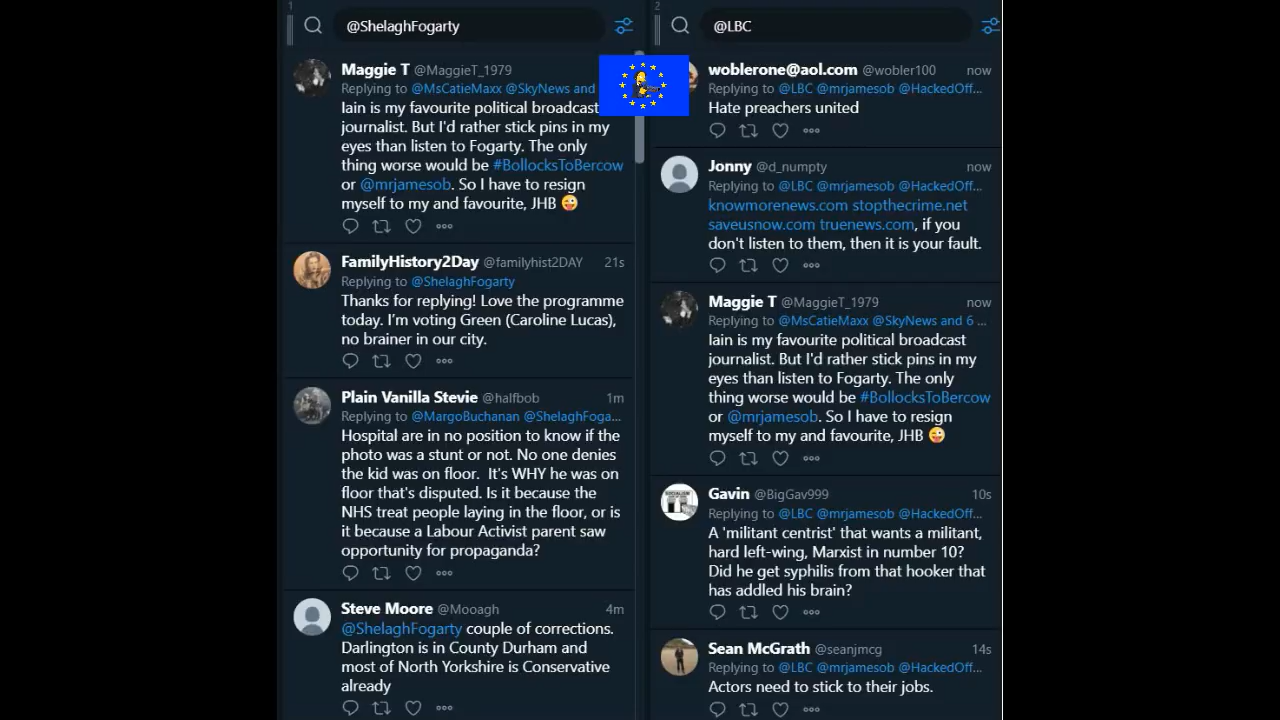 1
@ShelaghFogarty
Maggie T @MaggieT_1979
Replying to @MsCatieMaxx @SkyNews and
Iain is my favourite political broadcast
journalist. But I'd rather stick pins in my
eyes than listen to Fogarty. The only
thing worse would be #BollocksToBercow
or @mrjamesob. So I have to resign
myself to my and favourite, JHB 😜
FamilyHistory2Day @familyhist2DAY 21s
Replying to @ShelaghFogarty
Thanks for replying! Love the programme
today. I'm voting Green (Caroline Lucas),
no brainer in our city.
Plain Vanilla Stevie @halfbob 1m
Replying to @MargoBuchanan @ShelaghFoga...
Hospital are in no position to know if the
photo was a stunt or not. No one denies
the kid was on floor. It's WHY he was on
floor that's disputed. Is it because the
NHS treat people laying in the floor, or is
it because a Labour Activist parent saw
opportunity for propaganda?
Steve Moore @Mooagh 4m
@ShelaghFogarty couple of corrections.
Darlington is in County Durham and
most of North Yorkshire is Conservative
already
2
@LBC
woblerone@aol.com @wobler100 now
Replying to @LBC @mrjamesob @HackedOff...
Hate preachers united
Jonny @d_numpty now
Replying to @LBC @mrjamesob @HackedOff...
knowmorenews.com stopthecrime.net
saveusnow.com truenews.com, if you
don't listen to them, then it is your fault.
Maggie T @MaggieT_1979 now
Replying to @MsCatieMaxx @SkyNews and 6 ...
Iain is my favourite political broadcast
journalist. But I'd rather stick pins in my
eyes than listen to Fogarty. The only
thing worse would be #BollocksToBercow
or @mrjamesob. So I have to resign
myself to my and favourite, JHB 😜
Gavin @BigGav999 10s
Replying to @LBC @mrjamesob @HackedOff...
A 'militant centrist' that wants a militant,
hard left-wing, Marxist in number 10?
Did he get syphilis from that hooker that
has addled his brain?
Sean McGrath @seanjmcg 14s
Replying to @LBC @mrjamesob @HackedOff...
Actors need to stick to their jobs.